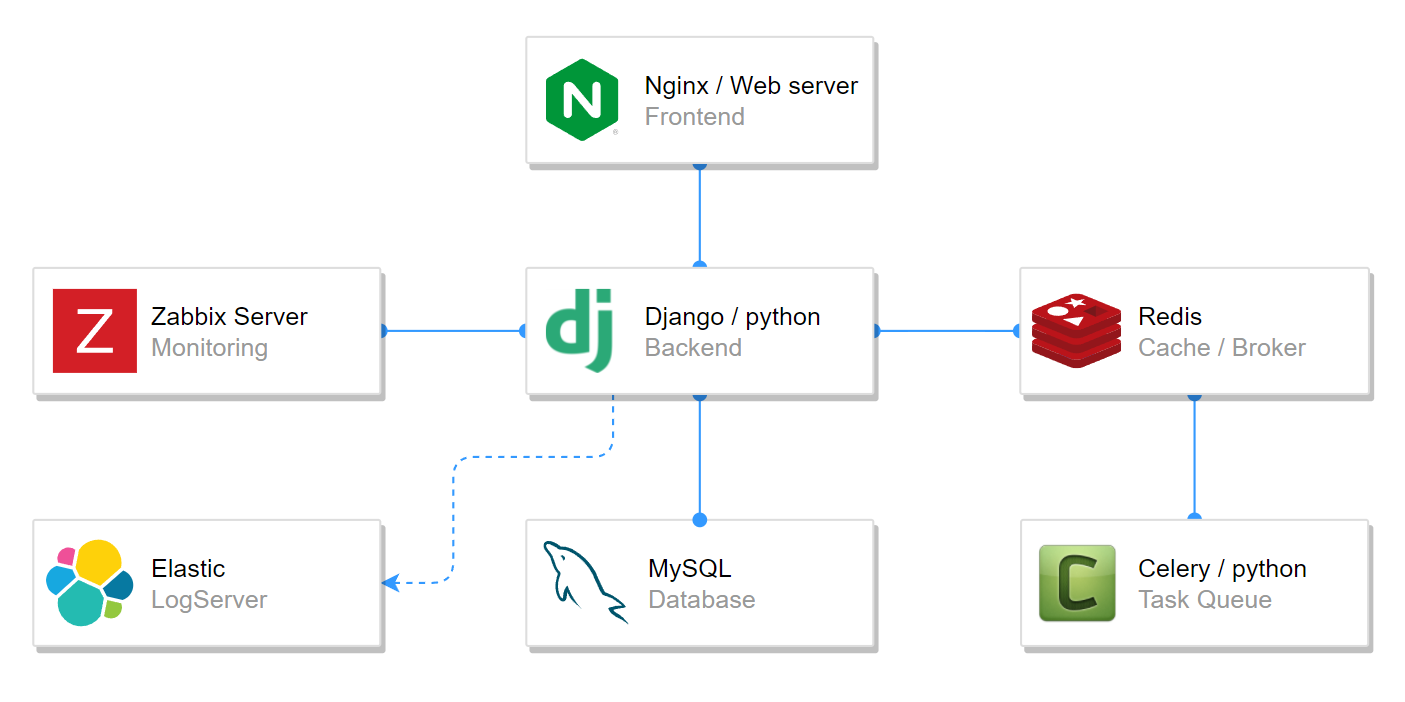 Nginx / Web server
Frontend
Zabbix Server
Monitoring
Django / python
Backend
Redis
Cache / Broker
Elastic
LogServer
MySQL
Database
Celery / python
Task Queue